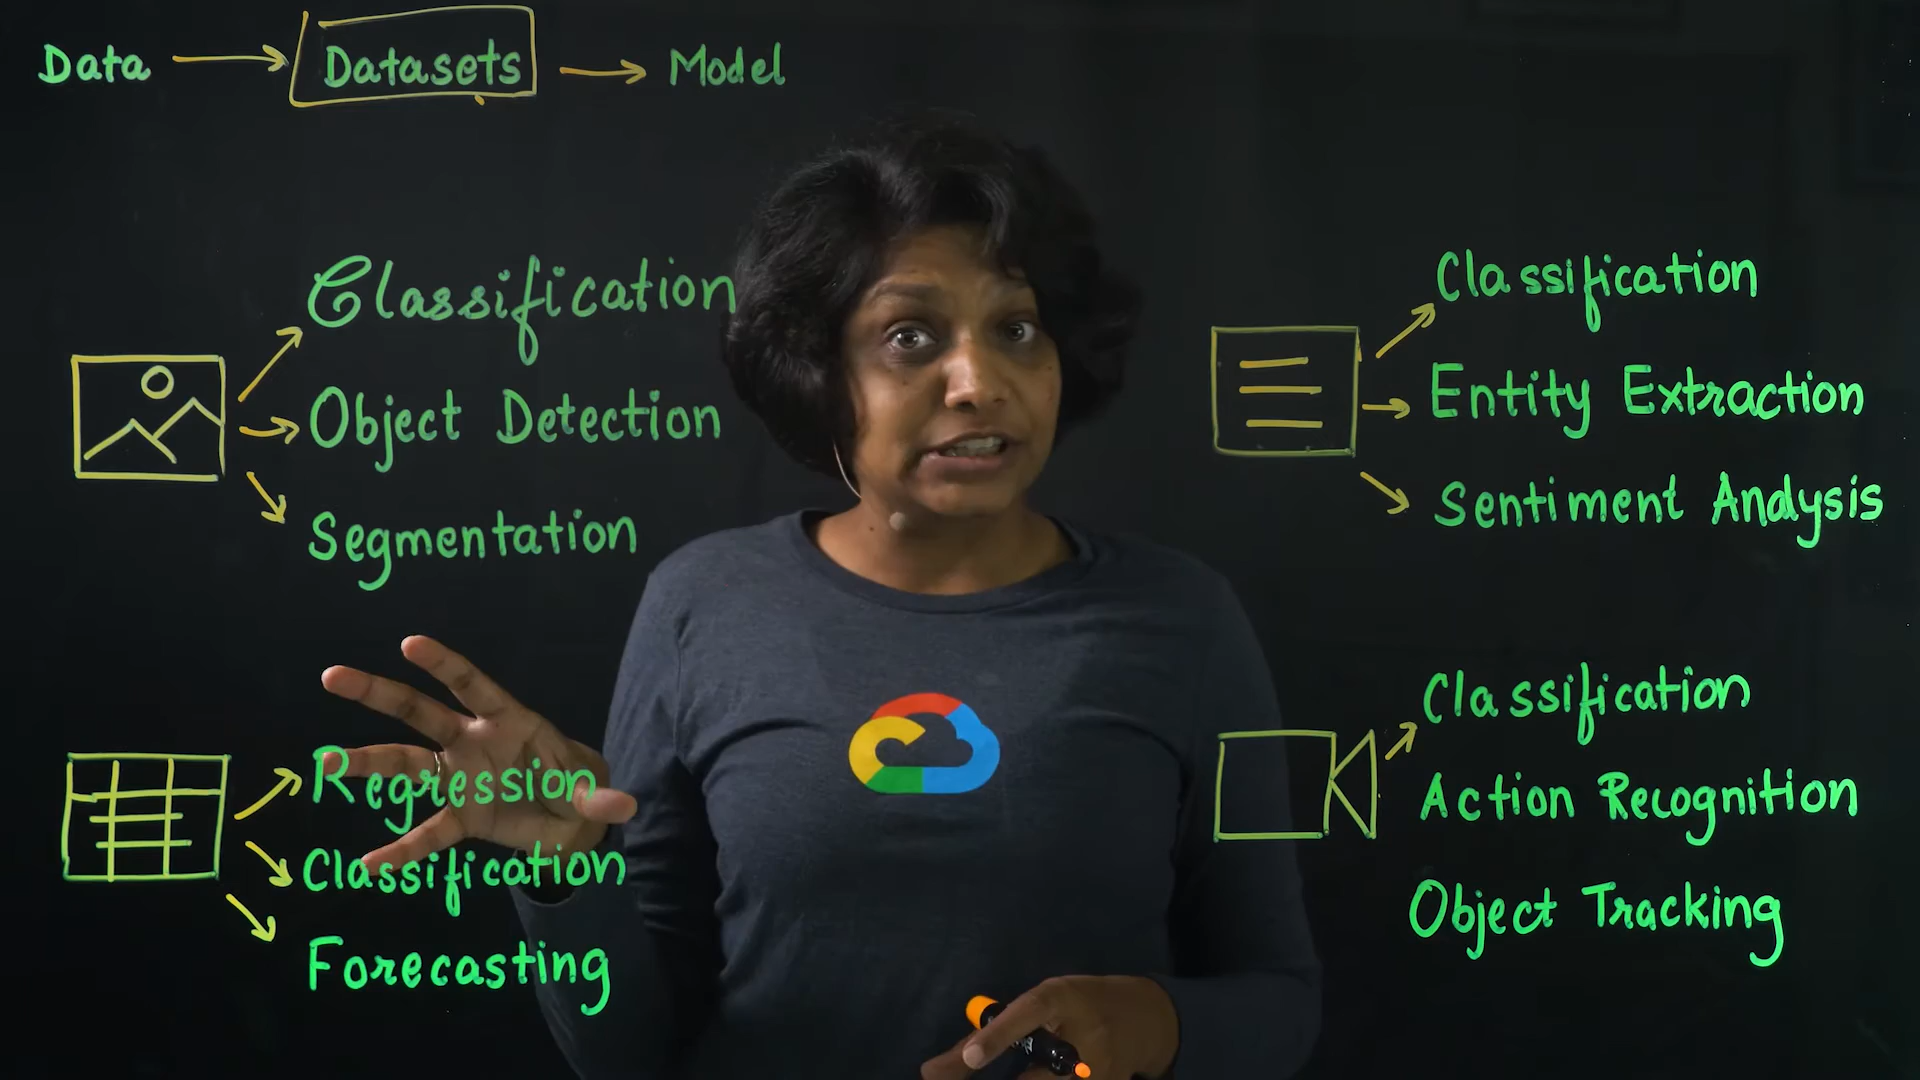 Data → Datasets → Model
Classification
Object Detection
Segmentation
Regression
Classification
Forecasting
Classification
Entity Extraction
Sentiment Analysis
Classification
Action Recognition
Object Tracking